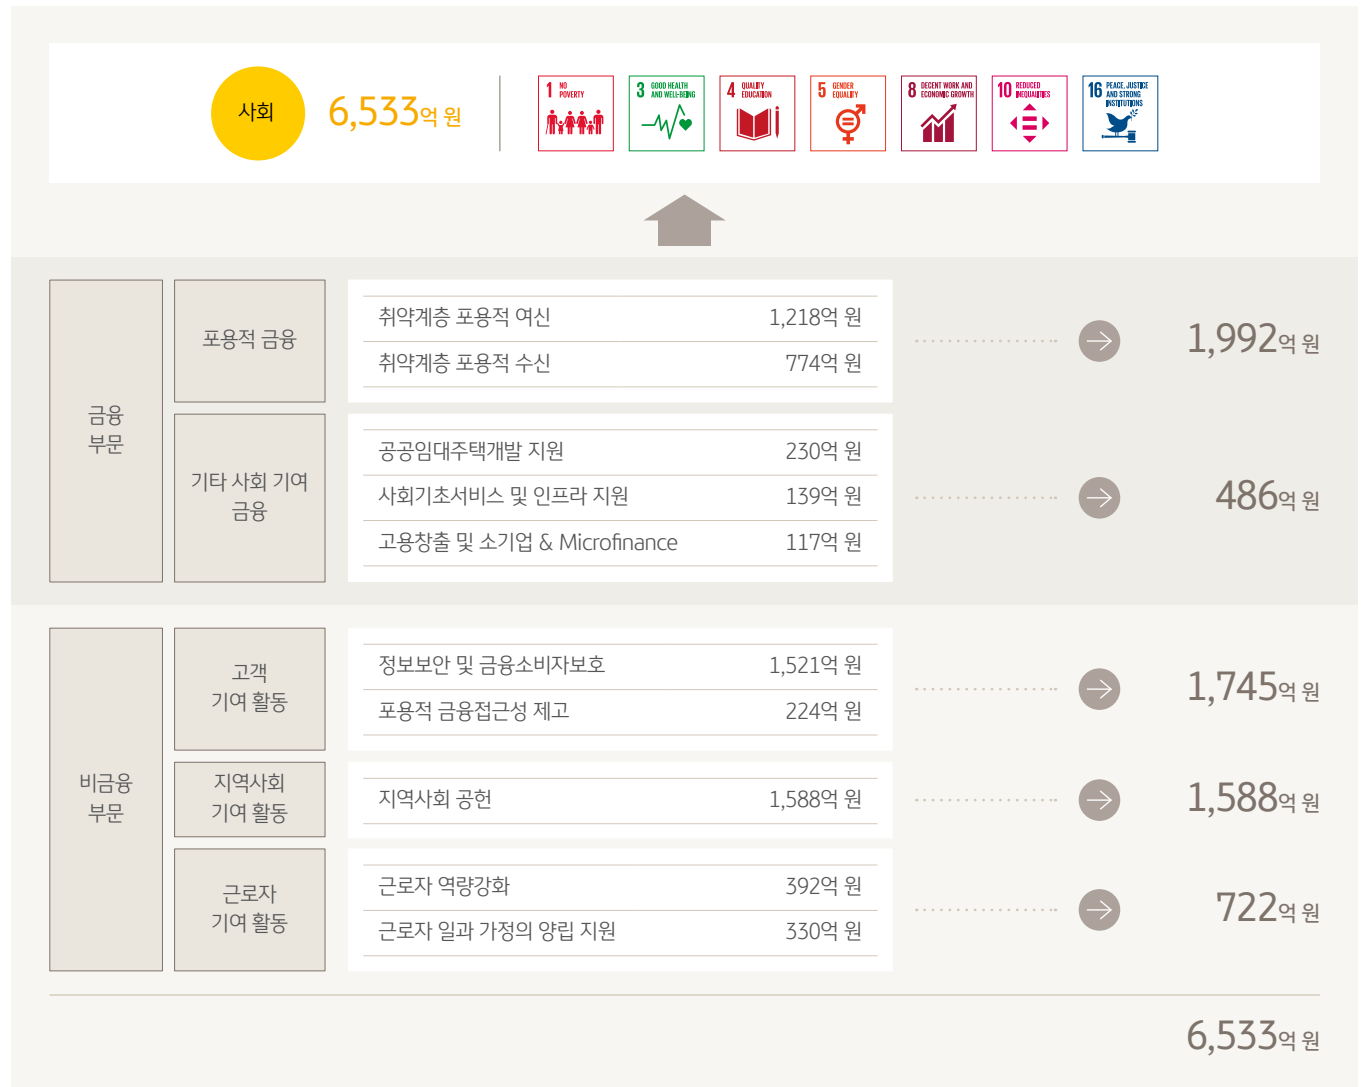 사회
6,533억 원
1 NO POVERTY
3 GOOD HEALTH AND WELL-BEING
4 QUALITY EDUCATION
5 GENDER EQUALITY
8 DECENT WORK AND ECONOMIC GROWTH
10 REDUCED INEQUALITIES
16 PEACE, JUSTICE AND STRONG INSTITUTIONS
금융
부문
포용적 금융
취약계층 포용적 여신 1,218억 원
취약계층 포용적 수신 774억 원
1,992억 원
기타 사회 기여
금융
공공임대주택개발 지원 230억 원
사회기초서비스 및 인프라 지원 139억 원
고용창출 및 소기업 & Microfinance 117억 원
486억 원
비금융
부문
고객
기여 활동
정보보안 및 금융소비자보호 1,521억 원
포용적 금융접근성 제고 224억 원
1,745억 원
지역사회
기여 활동
지역사회 공헌 1,588억 원
1,588억 원
근로자
기여 활동
근로자 역량강화 392억 원
근로자 일과 가정의 양립 지원 330억 원
722억 원
6,533억 원